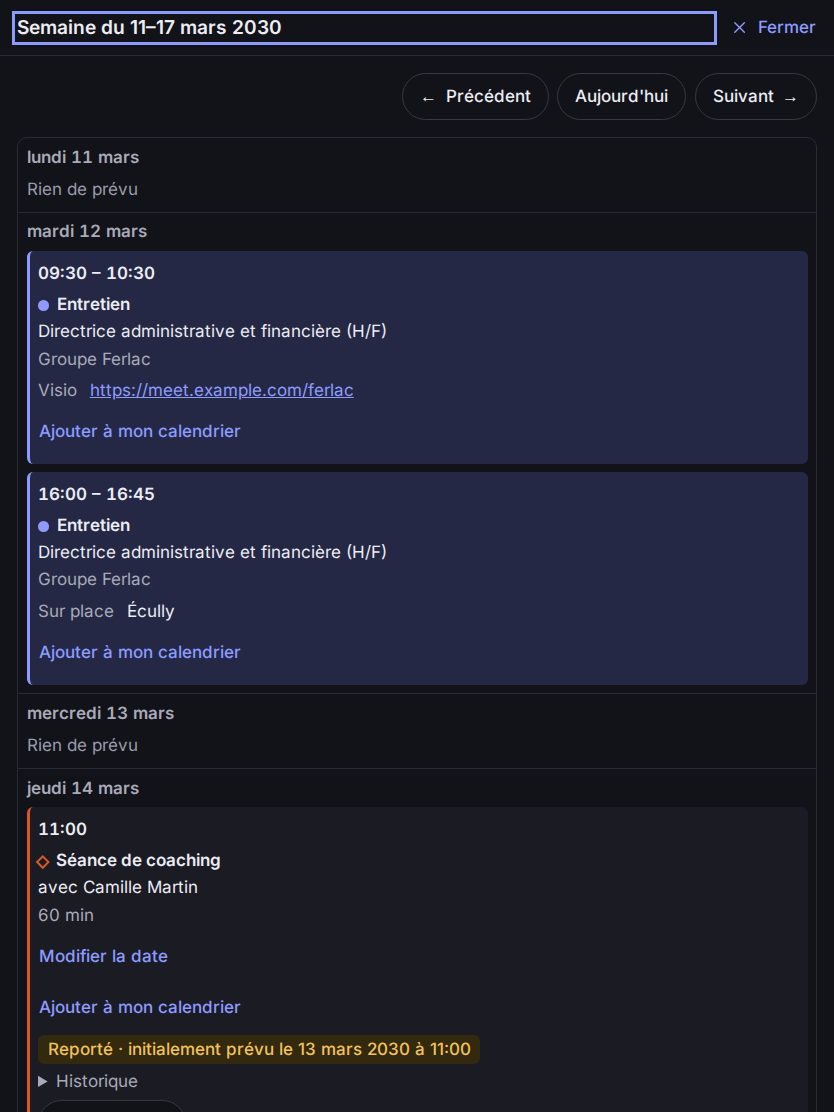 Semaine du 11–17 mars 2030
× Fermer
← Précédent
Aujourd'hui
Suivant →
lundi 11 mars
Rien de prévu
mardi 12 mars
09:30 – 10:30
Entretien
Directrice administrative et financière (H/F)
Groupe Ferlac
Visio https://meet.example.com/ferlac
Ajouter à mon calendrier
16:00 – 16:45
Entretien
Directrice administrative et financière (H/F)
Groupe Ferlac
Sur place Écully
Ajouter à mon calendrier
mercredi 13 mars
Rien de prévu
jeudi 14 mars
11:00
Séance de coaching
avec Camille Martin
60 min
Modifier la date
Ajouter à mon calendrier
Reporté · initialement prévu le 13 mars 2030 à 11:00
Historique